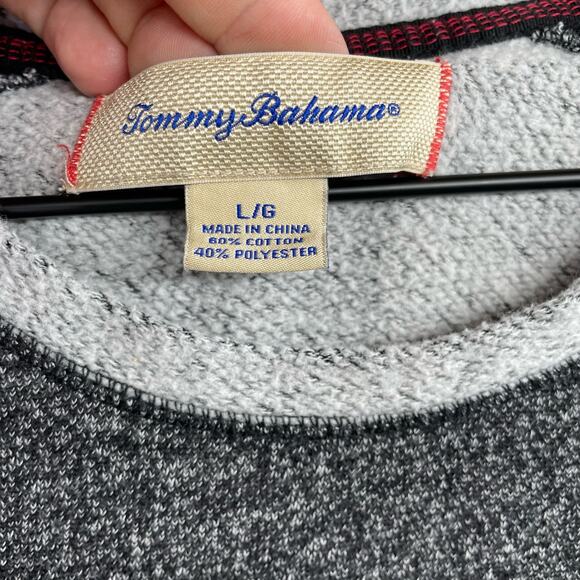 Tommy Bahama®
L/G
MADE IN CHINA
60% COTTON
40% POLYESTER